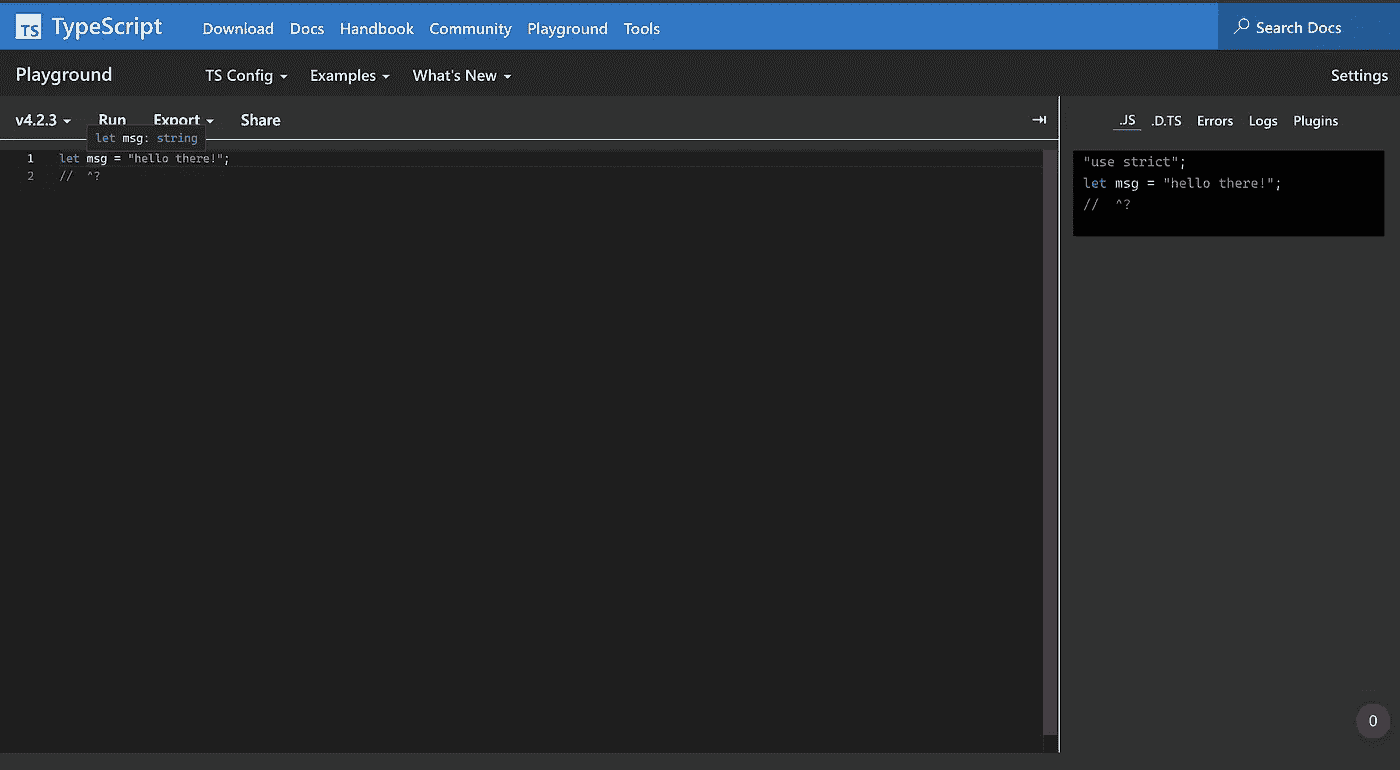 TS TypeScript Download Docs Handbook Community Playground Tools Search Docs
Playground TS Config Examples What's New Settings
v4.2.3 Run Export Share .JS .D.TS Errors Logs Plugins
let msg: string
1 let msg = "hello there!";
2 // ^?
"use strict";
let msg = "hello there!";
// ^?
0